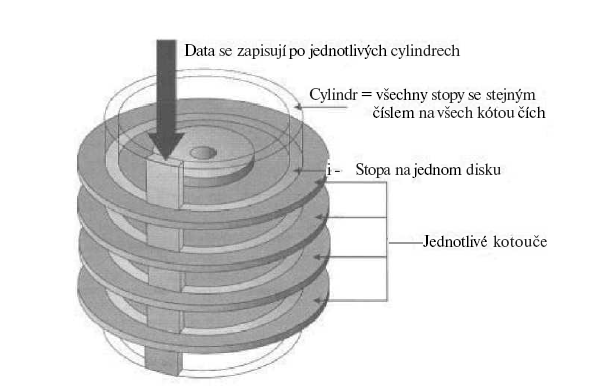 Data se zapisují po jednotlivých cylindrech
Cylindr = všechny stopy se stejným
číslem na všech kótou čích
i - Stopa na jednom disku
Jednotlivé kotouče